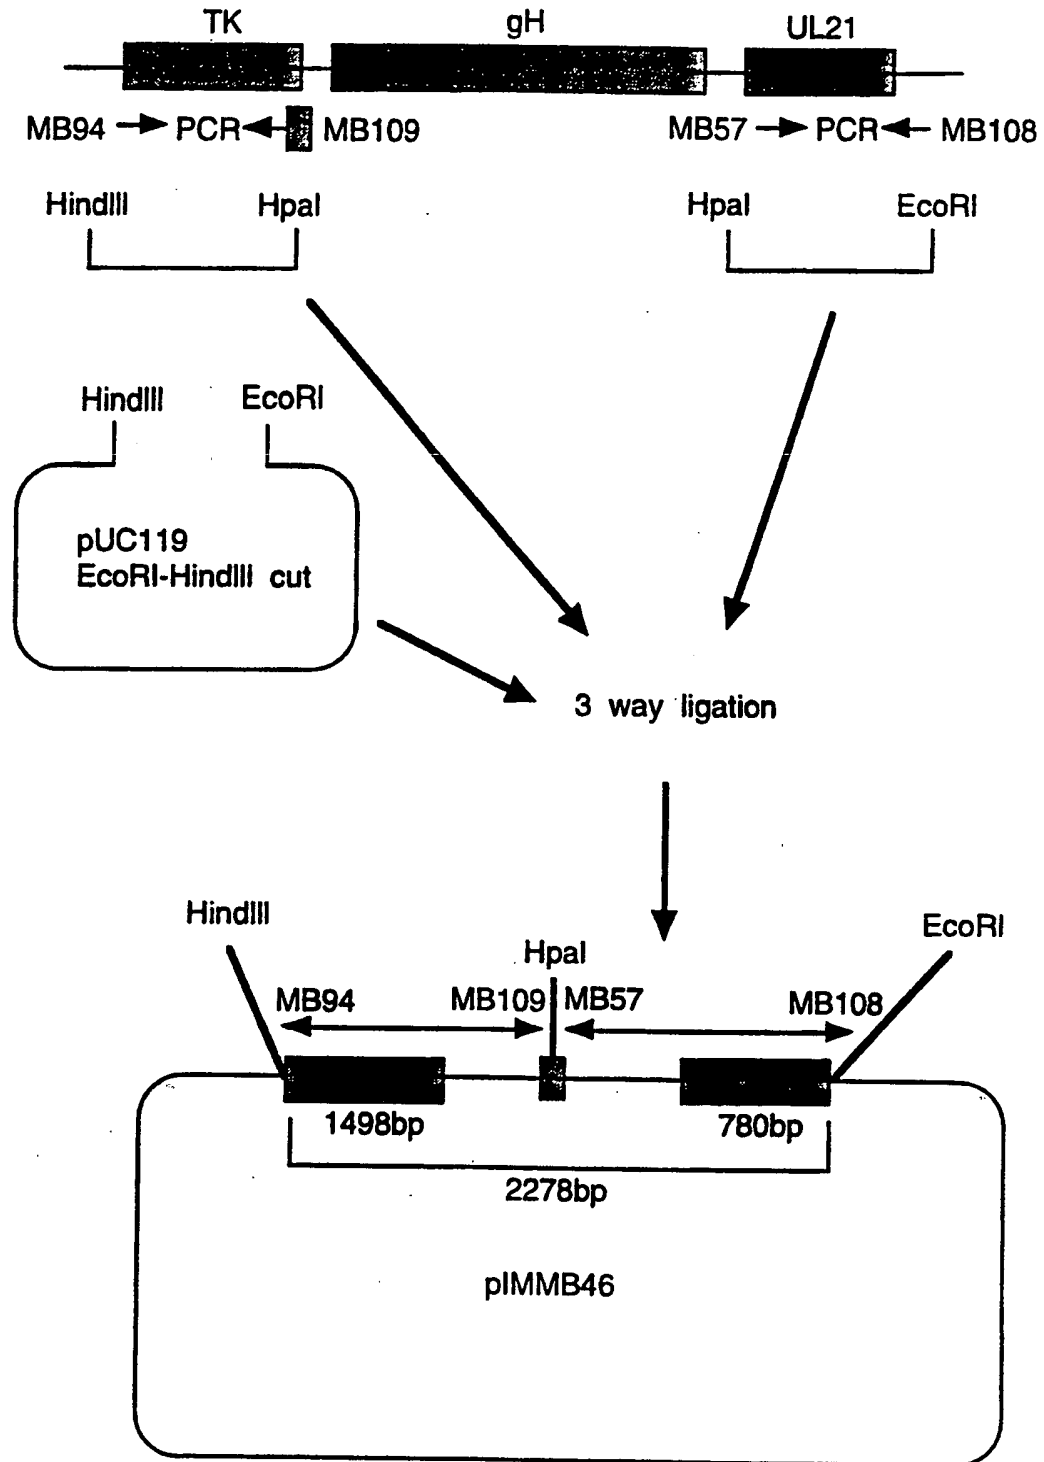 TK gH UL21
MB94 PCR MB109 MB57 PCR MB108
HindIII HpaI HpaI EcoRI
HindIII EcoRI
pUC119
EcoRI-HindIII cut
3 way ligation
HindIII EcoRI
HpaI
MB94 MB109 MB57 MB108
1498bp 780bp
2278bp
pIMMB46